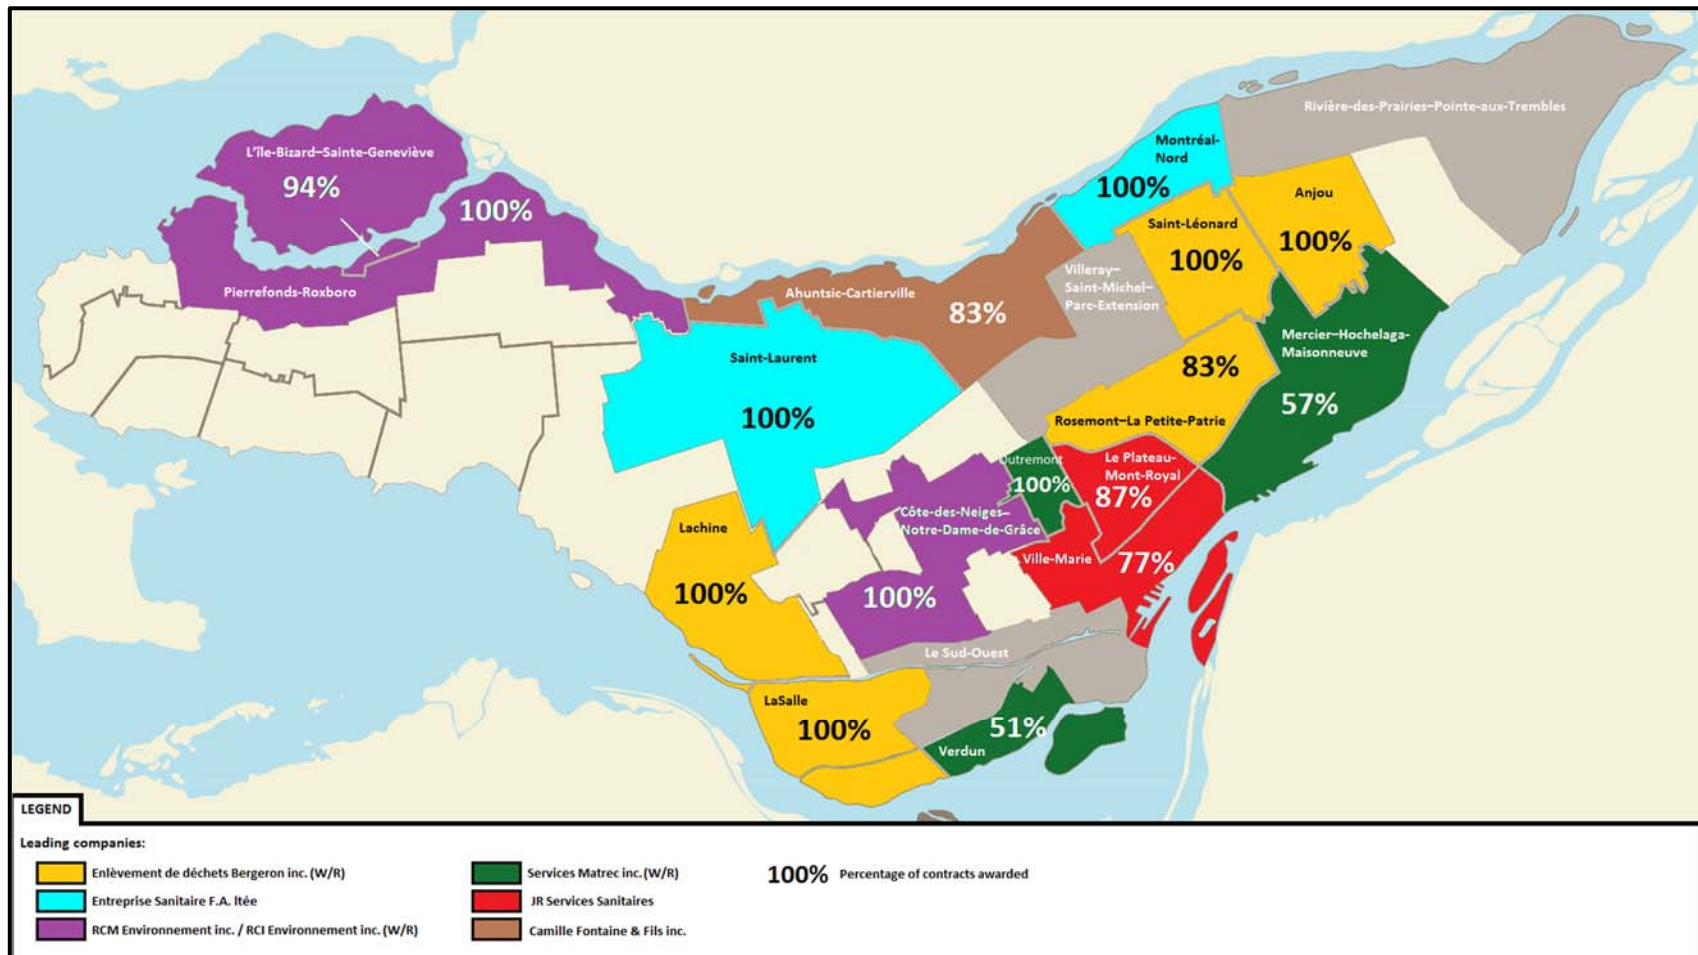 Rivière-des-Prairies–Pointe-aux-Trembles
Montréal-
Nord
100%
L'île-Bizard–Sainte-Geneviève
94%
100%
Anjou
100%
Saint-Léonard
100%
Villeray–
Saint-Michel–
Parc-Extension
Pierrefonds-Roxboro
Ahuntsic-Cartierville
83%
Mercier–Hochelaga-
Maisonneuve
57%
Saint-Laurent
100%
83%
Rosemont–La Petite-Patrie
Outremont
100%
Le Plateau-
Mont-Royal
87%
Côte-des-Neiges–
Notre-Dame-de-Grâce
100%
Lachine
100%
Ville-Marie
77%
Le Sud-Ouest
LaSalle
100%
51%
Verdun
LEGEND
Leading companies:
Enlèvement de déchets Bergeron inc. (W/R)
Entreprise Sanitaire F.A. ltée
RCM Environnement inc. / RCI Environnement inc. (W/R)
Services Matrec inc. (W/R)
JR Services Sanitaires
Camille Fontaine & Fils inc.
100% Percentage of contracts awarded